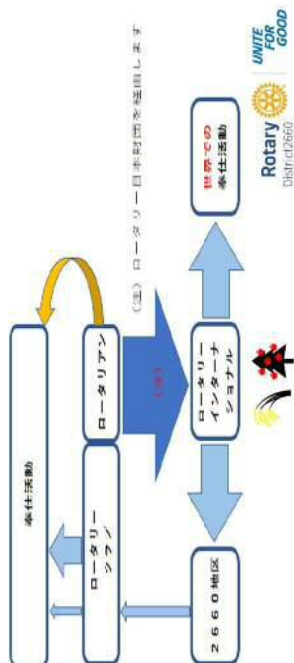 奉仕活動
ロータリー
クラブ
ロータリアン
（注）
（注）ロータリー日本財団を経由します
2660地区
ロータリー
インターナ
ショナル
世界での
奉仕活動
Rotary
District2660
UNITE
FOR
GOOD